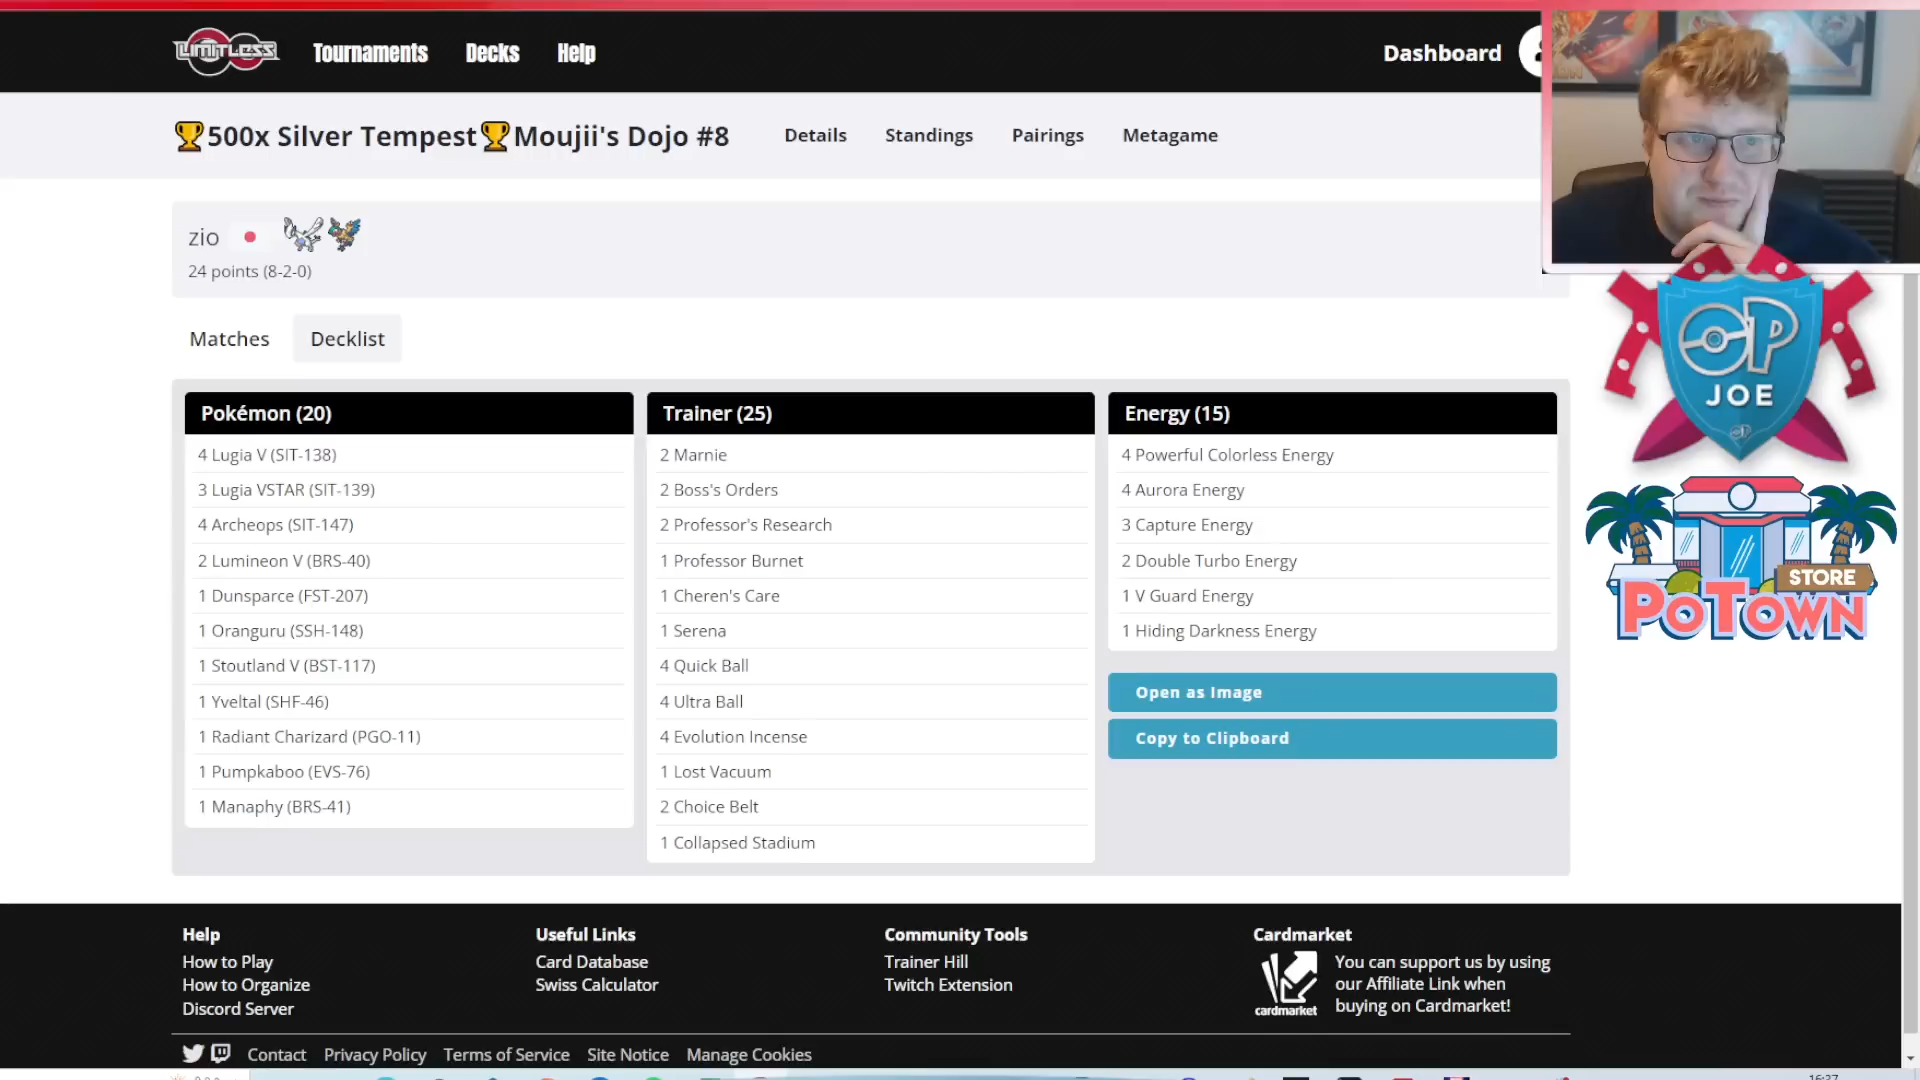 LIMITLESS Tournaments Decks Help Dashboard
🏆500x Silver Tempest🏆Moujii's Dojo #8 Details Standings Pairings Metagame
zio
24 points (8-2-0)
Matches Decklist
Pokémon (20)
4 Lugia V (SIT-138)
3 Lugia VSTAR (SIT-139)
4 Archeops (SIT-147)
2 Lumineon V (BRS-40)
1 Dunsparce (FST-207)
1 Oranguru (SSH-148)
1 Stoutland V (BST-117)
1 Yveltal (SHF-46)
1 Radiant Charizard (PGO-11)
1 Pumpkaboo (EVS-76)
1 Manaphy (BRS-41)
Trainer (25)
2 Marnie
2 Boss's Orders
2 Professor's Research
1 Professor Burnet
1 Cheren's Care
1 Serena
4 Quick Ball
4 Ultra Ball
4 Evolution Incense
1 Lost Vacuum
2 Choice Belt
1 Collapsed Stadium
Energy (15)
4 Powerful Colorless Energy
4 Aurora Energy
3 Capture Energy
2 Double Turbo Energy
1 V Guard Energy
1 Hiding Darkness Energy
Open as Image
Copy to Clipboard
OP
JOE
STORE
POTOWN
Help
How to Play
How to Organize
Discord Server
Useful Links
Card Database
Swiss Calculator
Community Tools
Trainer Hill
Twitch Extension
Cardmarket
cardmarket
You can support us by using
our Affiliate Link when
buying on Cardmarket!
Contact Privacy Policy Terms of Service Site Notice Manage Cookies